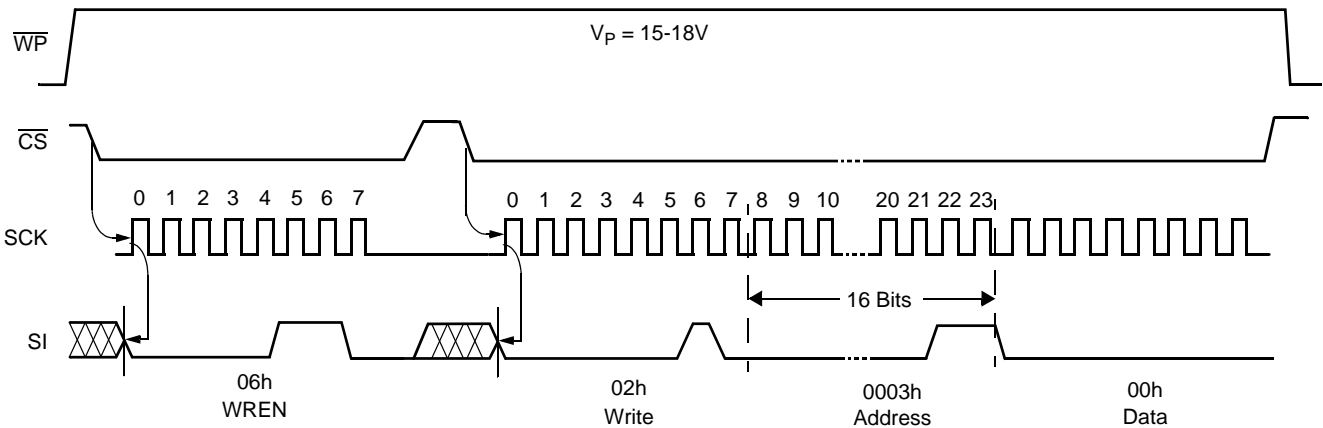 WP
V_P = 15-18V
CS
0 1 2 3 4 5 6 7 0 1 2 3 4 5 6 7 8 9 10 20 21 22 23
SCK
16 Bits
SI
06h
WREN
02h
Write
0003h
Address
00h
Data